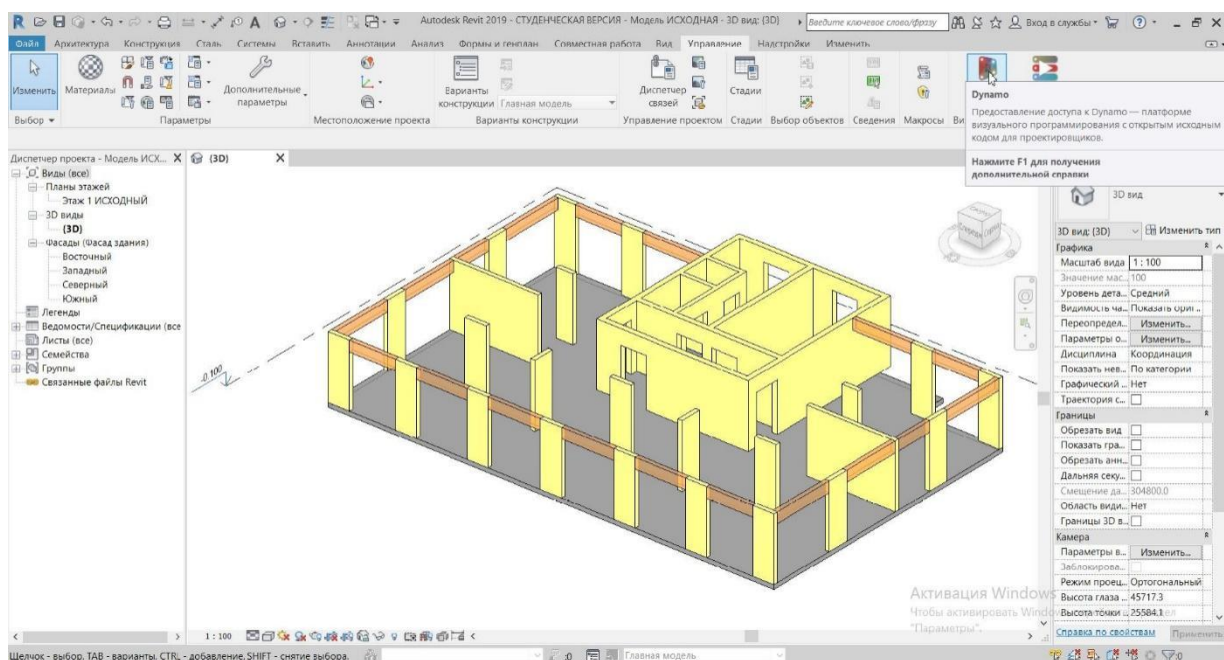 Autodesk Revit 2019 - СТУДЕНЧЕСКАЯ ВЕРСИЯ - Модель ИСХОДНАЯ - 3D вид: {3D}
Введите ключевое слово/фразу
Вход в службы
Файл Архитектура Конструкция Сталь Системы Вставить Аннотации Анализ Формы и генплан Совместная работа Вид Управление Надстройки Изменить
Изменить
Материалы
Дополнительные параметры
Варианты конструкции
Главная модель
Диспетчер связей
Стадии
Выбор
Параметры
Местоположение проекта
Варианты конструкции
Управление проектом
Стадии
Выбор объектов
Сведения
Макросы
Ви
Dynamo
Предоставление доступа к Dynamo — платформе
визуального программирования с открытым исходным
кодом для проектировщиков.
Нажмите F1 для получения
дополнительной справки
Диспетчер проекта - Модель ИСХ...
{3D}
Виды (все)
Планы этажей
Этаж 1 ИСХОДНЫЙ
3D виды
{3D}
Фасады (Фасад здания)
Восточный
Западный
Северный
Южный
Легенды
Ведомости/Спецификации (все
Листы (все)
Семейства
Группы
Связанные файлы Revit
-0.100
3D вид
3D вид: {3D} Изменить тип
Графика
Масштаб вида 1 : 100
Значение мас... 100
Уровень дета... Средний
Видимость ча... Показать ориг...
Переопредел... Изменить...
Параметры о... Изменить...
Дисциплина Координация
Показать нев... По категории
Графический ... Нет
Траектория с...
Границы
Обрезать вид
Показать гра...
Обрезать анн...
Дальняя секу...
Смещение да... 304800.0
Область види... Нет
Границы 3D в...
Камера
Параметры в... Изменить...
Заблокирова...
Режим проец... Ортогональный
Высота глаза ... 45717.3
Высота точки ... 25584.1
Справка по свойствам Применить
Активация Windows
Чтобы активировать Windo
"Параметры".
1 : 100
Щелчок - выбор, TAB - варианты, CTRL - добавление, SHIFT - снятие выбора.
:0
Главная модель
:0